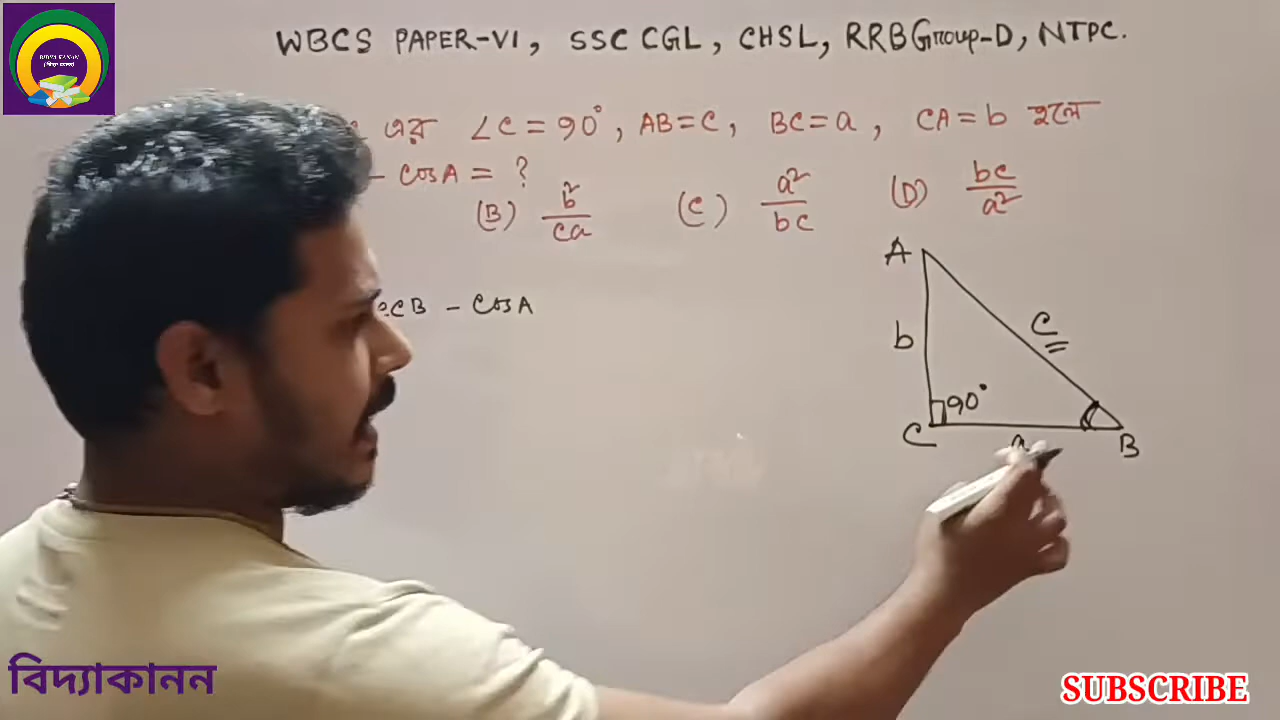 WBCS PAPER-VI, SSC CGL, CHSL, RRB Group-D, NTPC.
এর ∠C = 90°, AB = c, BC = a, CA = b হলে
- cosA = ?
(B) b²/ca (C) a²/bc (D) bc/a²
A
ecB - cosA
c
b
90°
C a B
বিদ্যাকানন
SUBSCRIBE